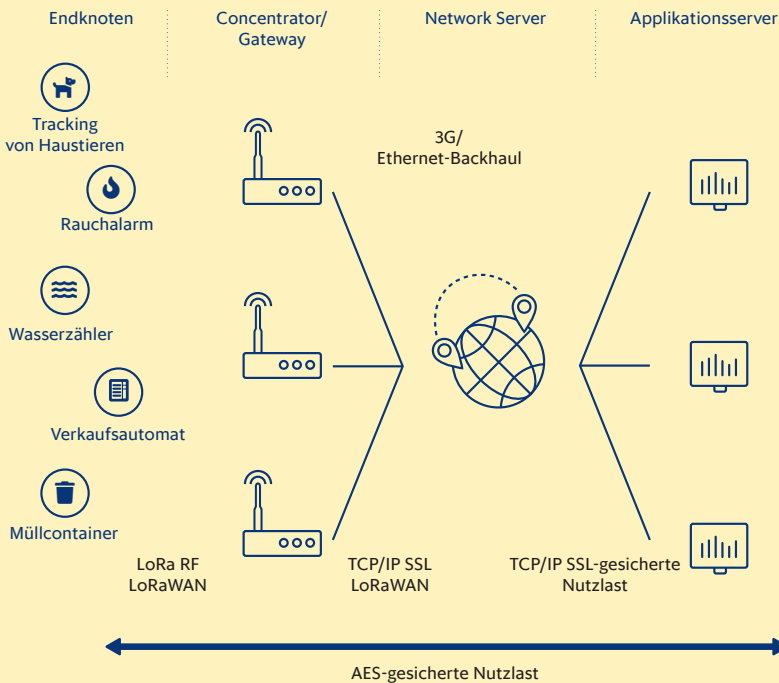 Endknoten
Concentrator/
Gateway
Network Server
Applikationsserver
Tracking
von Haustieren
3G/
Ethernet-Backhaul
Rauchalarm
Wasserzähler
Verkaufsautomat
Müllcontainer
LoRa RF
LoRaWAN
TCP/IP SSL
LoRaWAN
TCP/IP SSL-gesicherte
Nutzlast
AES-gesicherte Nutzlast